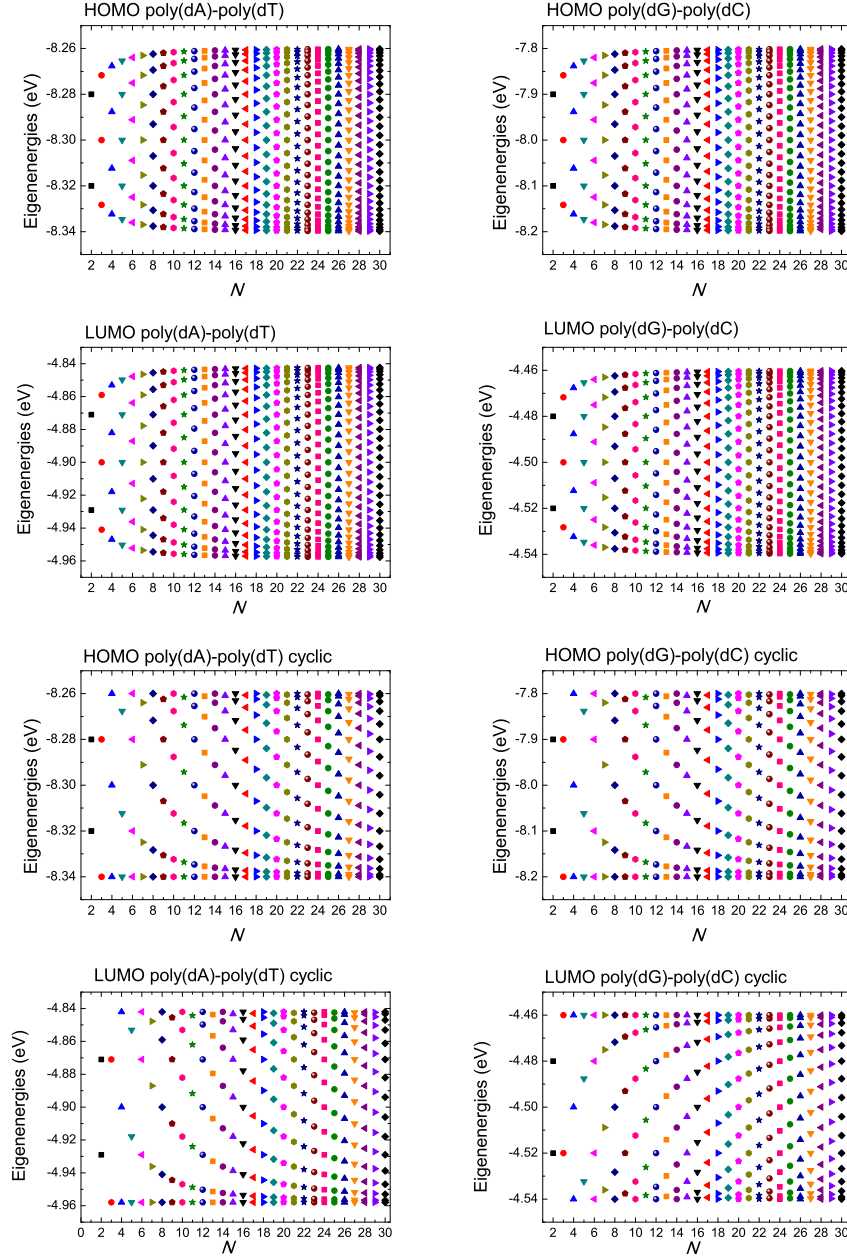 HOMO poly(dA)-poly(dT)
Eigenenergies (eV)
-8.26
-8.28
-8.30
-8.32
-8.34
2 4 6 8 10 12 14 16 18 20 22 24 26 28 30
N
HOMO poly(dG)-poly(dC)
Eigenenergies (eV)
-7.8
-7.9
-8.0
-8.1
-8.2
2 4 6 8 10 12 14 16 18 20 22 24 26 28 30
N
LUMO poly(dA)-poly(dT)
Eigenenergies (eV)
-4.84
-4.86
-4.88
-4.90
-4.92
-4.94
-4.96
2 4 6 8 10 12 14 16 18 20 22 24 26 28 30
N
LUMO poly(dG)-poly(dC)
Eigenenergies (eV)
-4.46
-4.48
-4.50
-4.52
-4.54
2 4 6 8 10 12 14 16 18 20 22 24 26 28 30
N
HOMO poly(dA)-poly(dT) cyclic
Eigenenergies (eV)
-8.26
-8.28
-8.30
-8.32
-8.34
2 4 6 8 10 12 14 16 18 20 22 24 26 28 30
N
HOMO poly(dG)-poly(dC) cyclic
Eigenenergies (eV)
-7.8
-7.9
-8.0
-8.1
-8.2
2 4 6 8 10 12 14 16 18 20 22 24 26 28 30
N
LUMO poly(dA)-poly(dT) cyclic
Eigenenergies (eV)
-4.84
-4.86
-4.88
-4.90
-4.92
-4.94
-4.96
0 2 4 6 8 10 12 14 16 18 20 22 24 26 28 30
N
LUMO poly(dG)-poly(dC) cyclic
Eigenenergies (eV)
-4.46
-4.48
-4.50
-4.52
-4.54
2 4 6 8 10 12 14 16 18 20 22 24 26 28 30
N